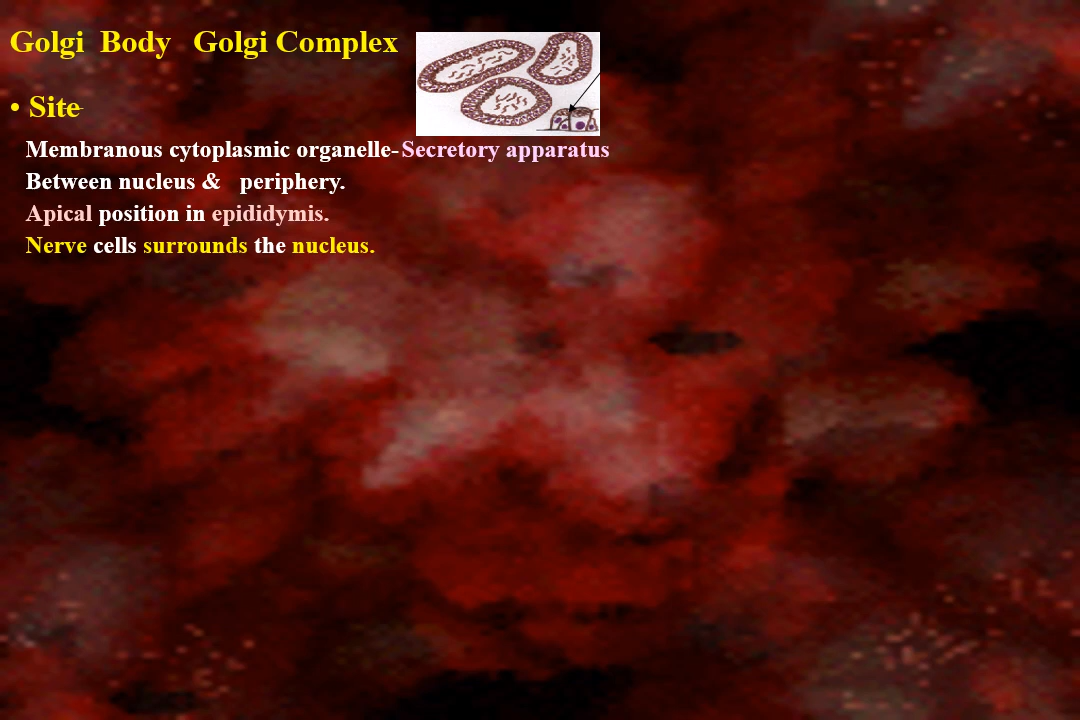 Golgi Body Golgi Complex
• Site
Membranous cytoplasmic organelle-Secretory apparatus
Between nucleus & periphery.
Apical position in epididymis.
Nerve cells surrounds the nucleus.